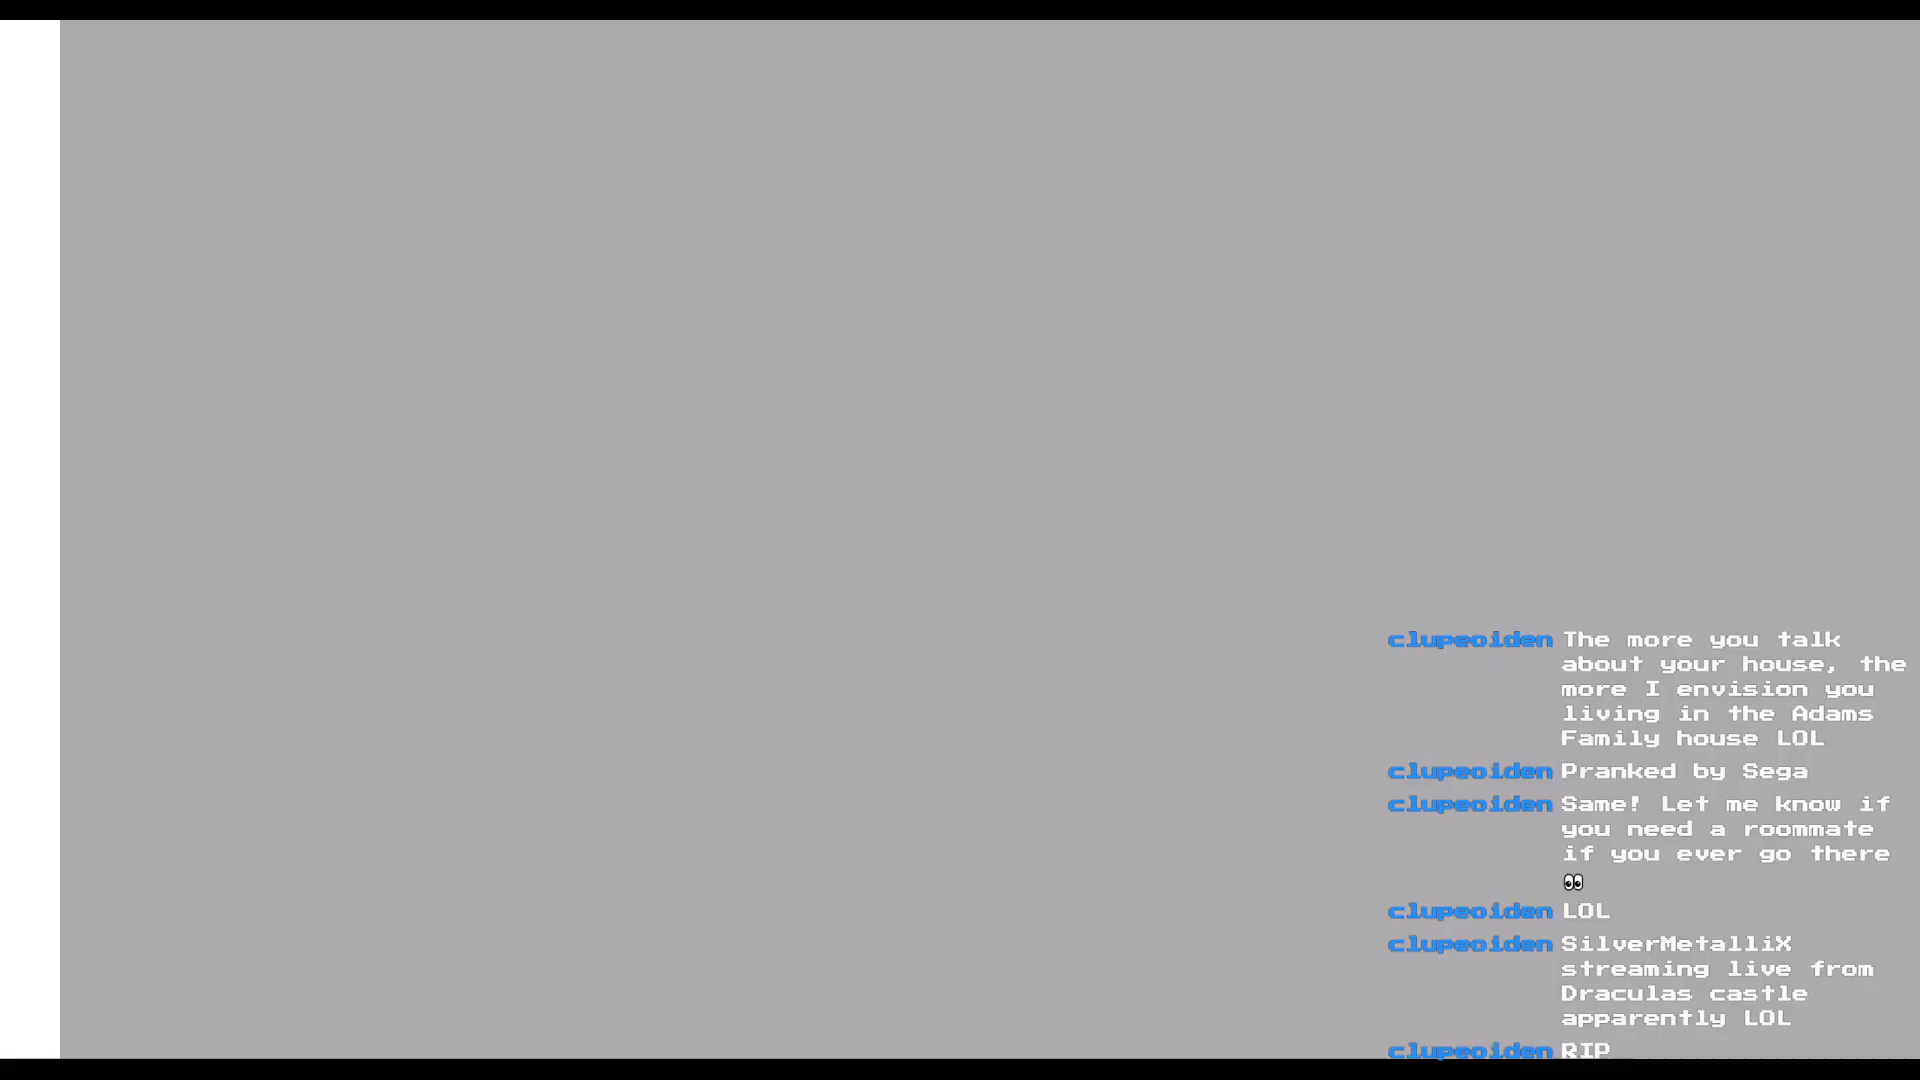 clupeoiden The more you talk
about your house, the
more I envision you
living in the Adams
Family house LOL
clupeoiden Pranked by Sega
clupeoiden Same! Let me know if
you need a roommate
if you ever go there
👀
clupeoiden LOL
clupeoiden SilverMetalliX
streaming live from
Draculas castle
apparently LOL
clupeoiden RIP